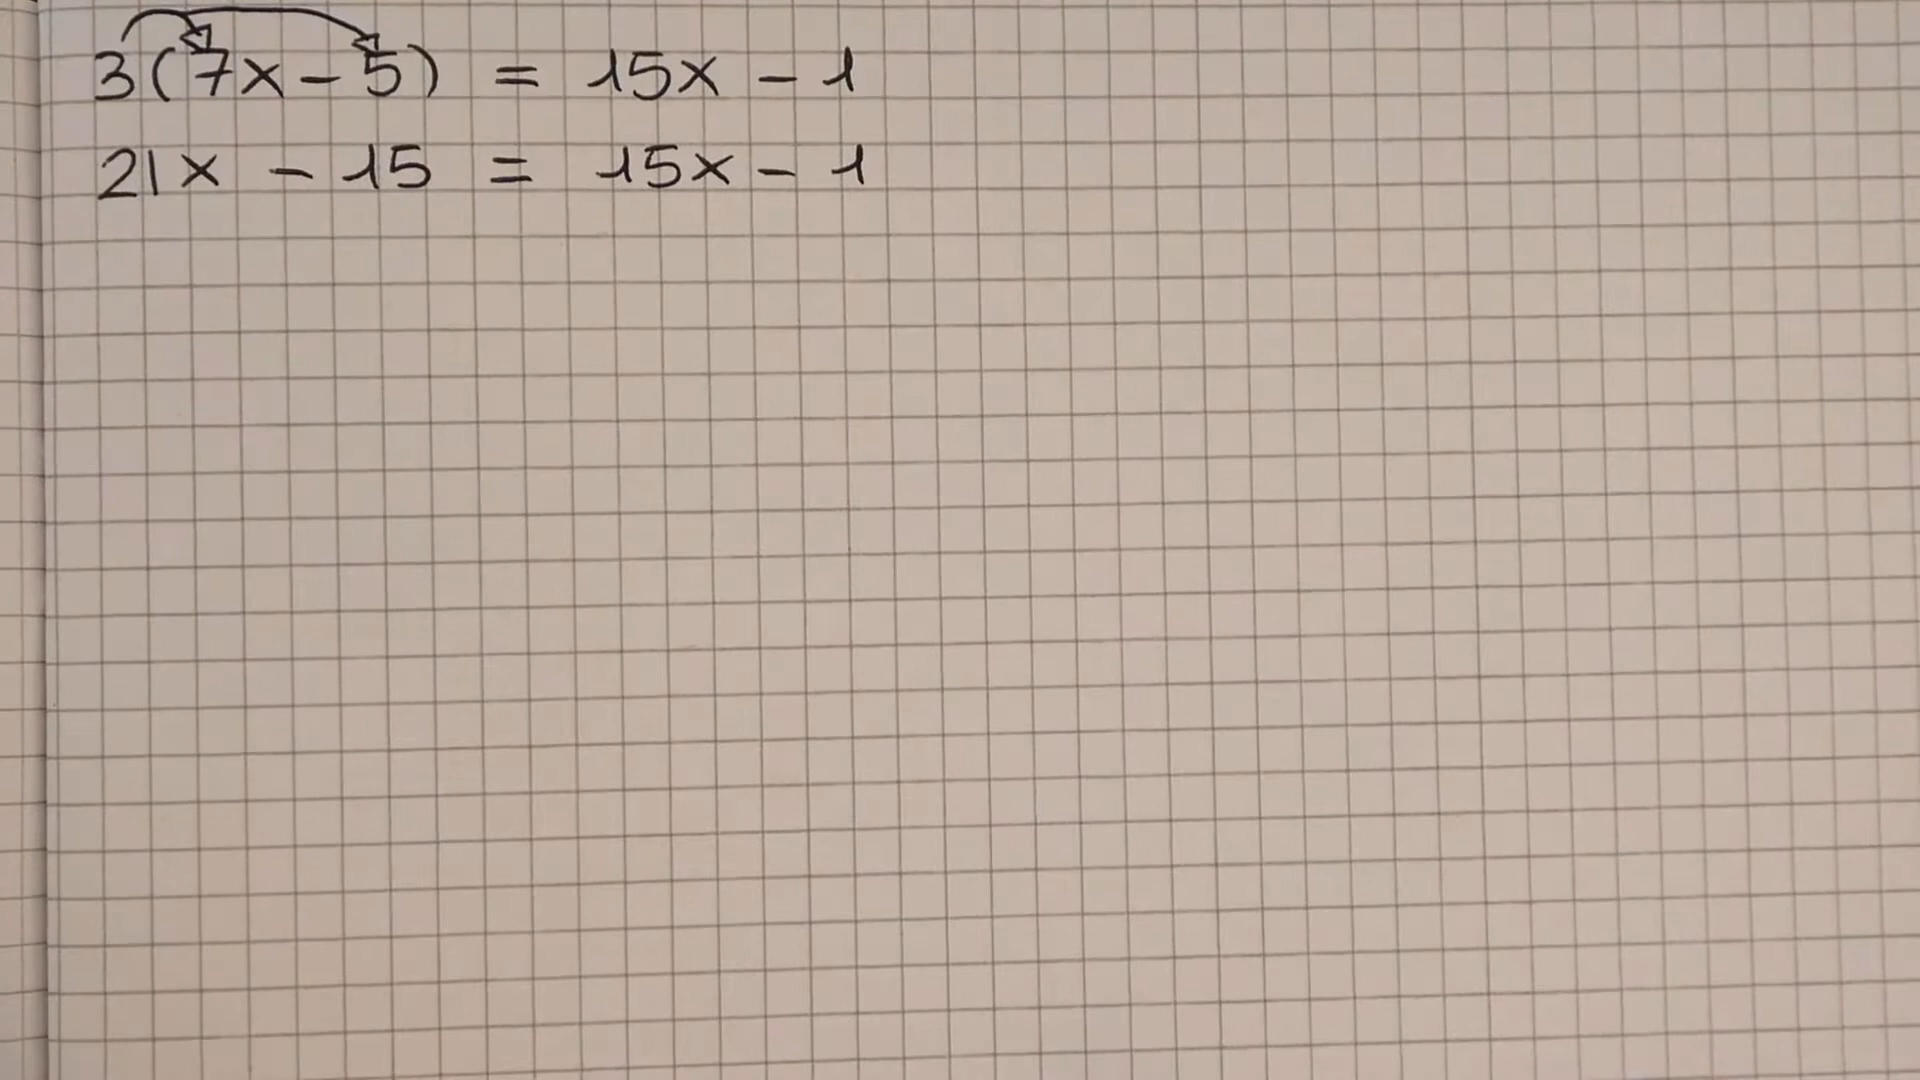 3(7x - 5) = 15x - 1
21x - 15 = 15x - 1